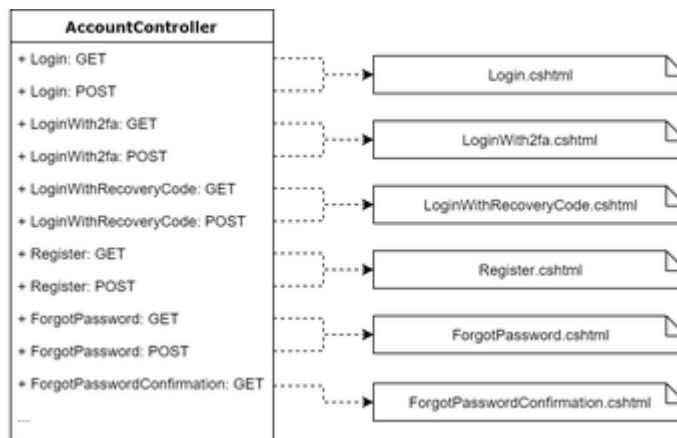 AccountController
+ Login: GET
+ Login: POST
+ LoginWith2fa: GET
+ LoginWith2fa: POST
+ LoginWithRecoveryCode: GET
+ LoginWithRecoveryCode: POST
+ Register: GET
+ Register: POST
+ ForgotPassword: GET
+ ForgotPassword: POST
+ ForgotPasswordConfirmation: GET
...
Login.cshtml
LoginWith2fa.cshtml
LoginWithRecoveryCode.cshtml
Register.cshtml
ForgotPassword.cshtml
ForgotPasswordConfirmation.cshtml